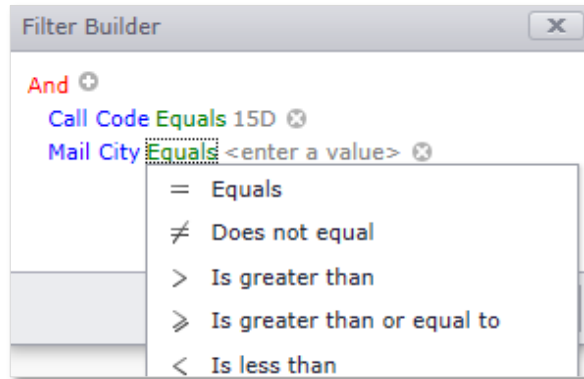 Filter Builder
And
Call Code Equals 15D
Mail City Equals <enter a value>
= Equals
≠ Does not equal
> Is greater than
⩾ Is greater than or equal to
< Is less than